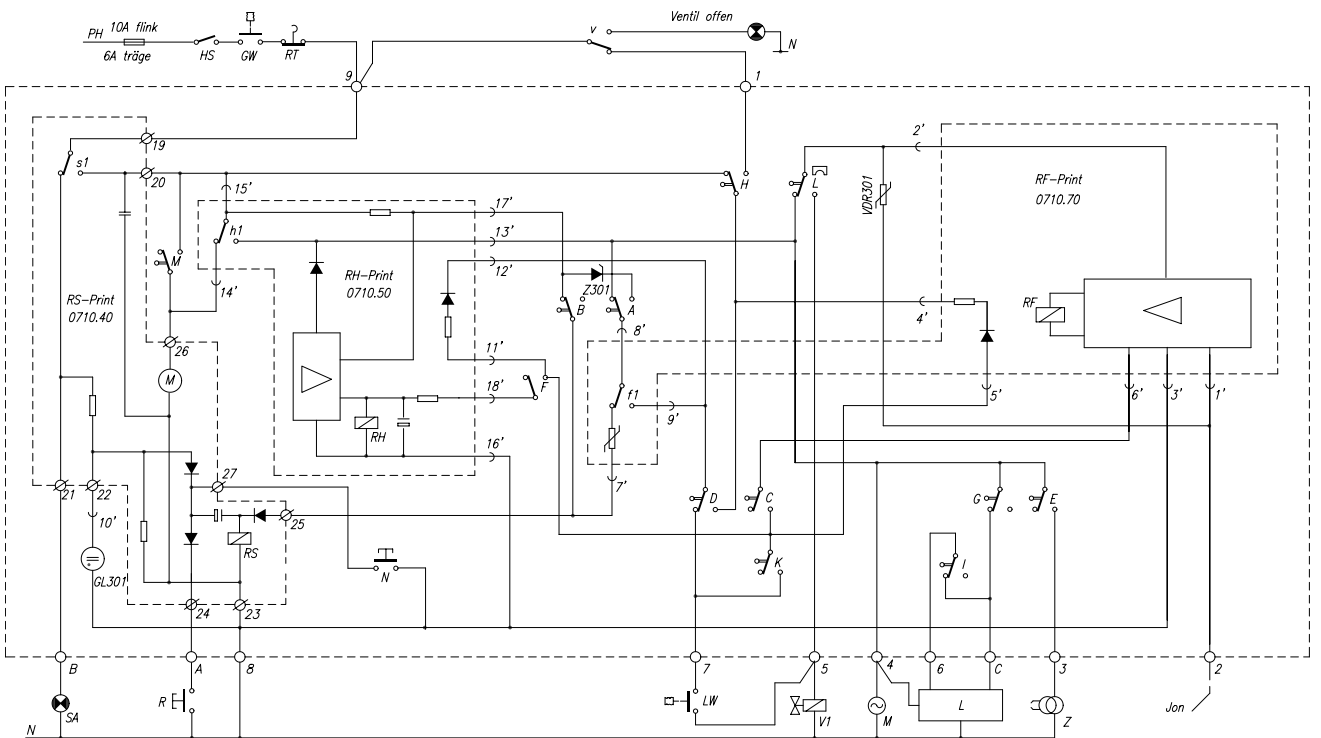 Ventil offen
PH 10A flink
6A träge
HS
GW
RT
v
N
9
1
19
s1
20
15'
h1
17'
13'
12'
14'
M
H
L
2'
VDR301
RF-Print
0710.70
RS-Print
0710.40
RH-Print
0710.50
Z301
B
A
8'
4'
RF
26
M
11'
18'
F
f1
9'
5'
6'
3'
1'
RH
16'
7'
27
21
22
10'
25
D
C
G
E
RS
GL301
N
K
I
24
23
B
A
8
7
5
4
6
C
3
2
SA
R
LW
V1
M
L
Z
Jon
N